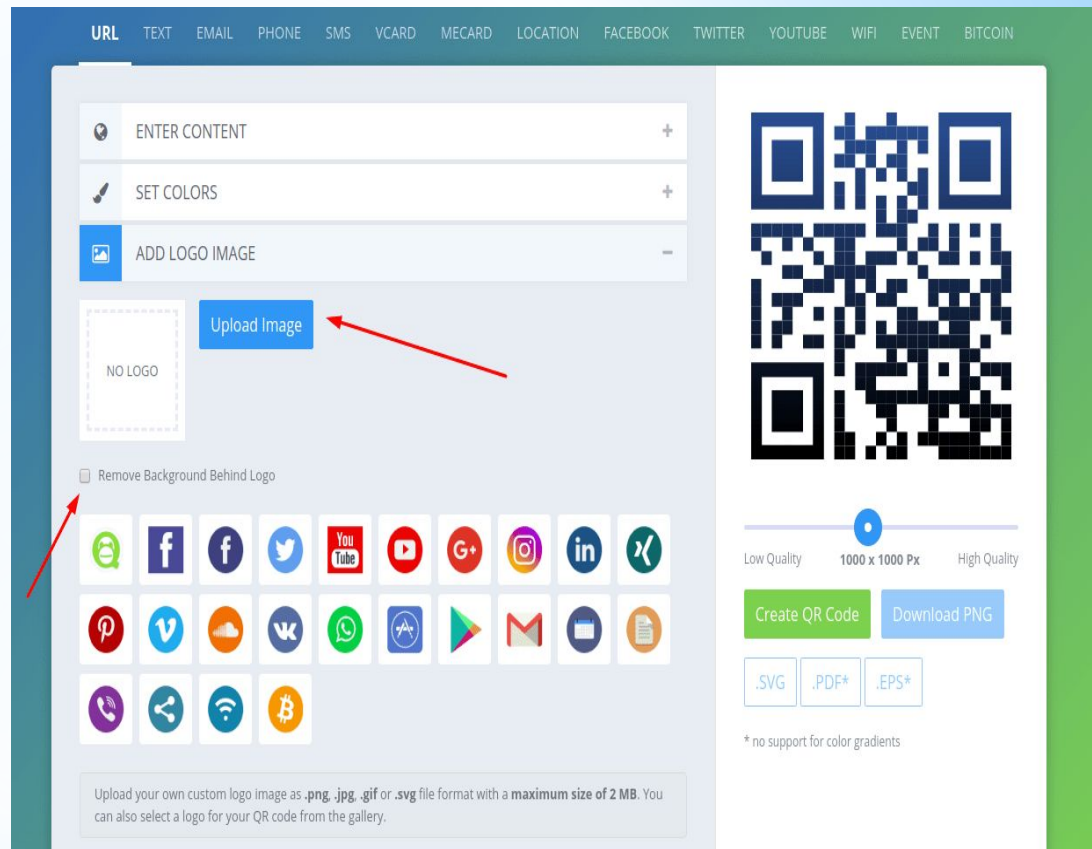 URL TEXT EMAIL PHONE SMS VCARD MECARD LOCATION FACEBOOK TWITTER YOUTUBE WIFI EVENT BITCOIN
ENTER CONTENT +
SET COLORS +
ADD LOGO IMAGE −
Upload Image
NO LOGO
Remove Background Behind Logo
f f You Tube G+ in
P v VK A M
Upload your own custom logo image as .png, .jpg, .gif or .svg file format with a maximum size of 2 MB. You
can also select a logo for your QR code from the gallery.
Low Quality 1000 x 1000 Px High Quality
Create QR Code Download PNG
.SVG .PDF* .EPS*
* no support for color gradients